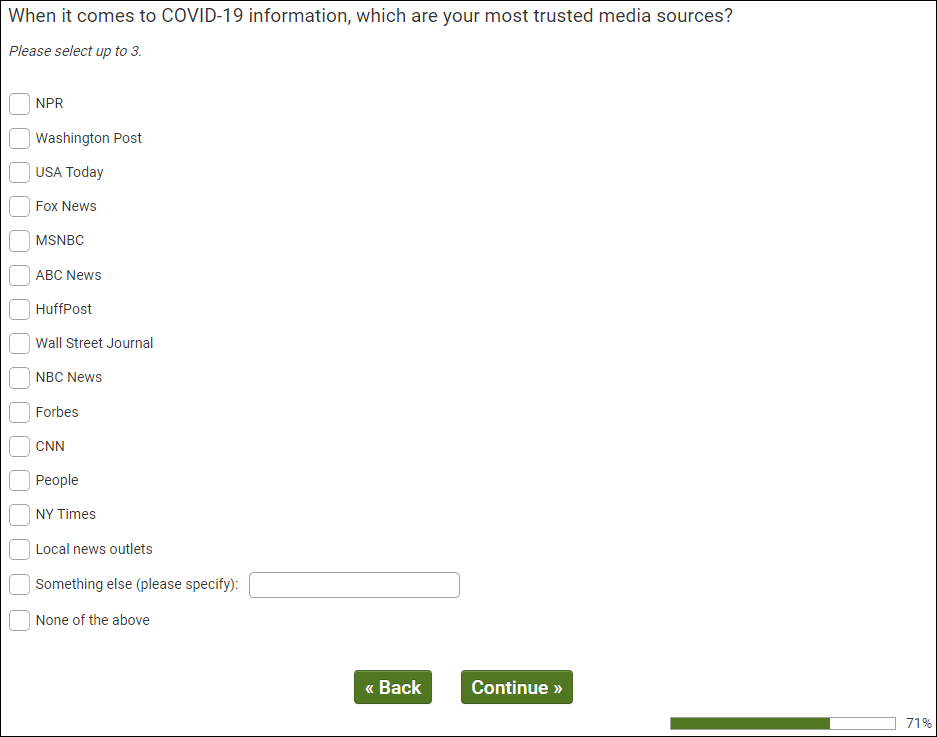 When it comes to COVID-19 information, which are your most trusted media sources?
Please select up to 3.
NPR
Washington Post
USA Today
Fox News
MSNBC
ABC News
HuffPost
Wall Street Journal
NBC News
Forbes
CNN
People
NY Times
Local news outlets
Something else (please specify):
None of the above
« Back Continue »
71%